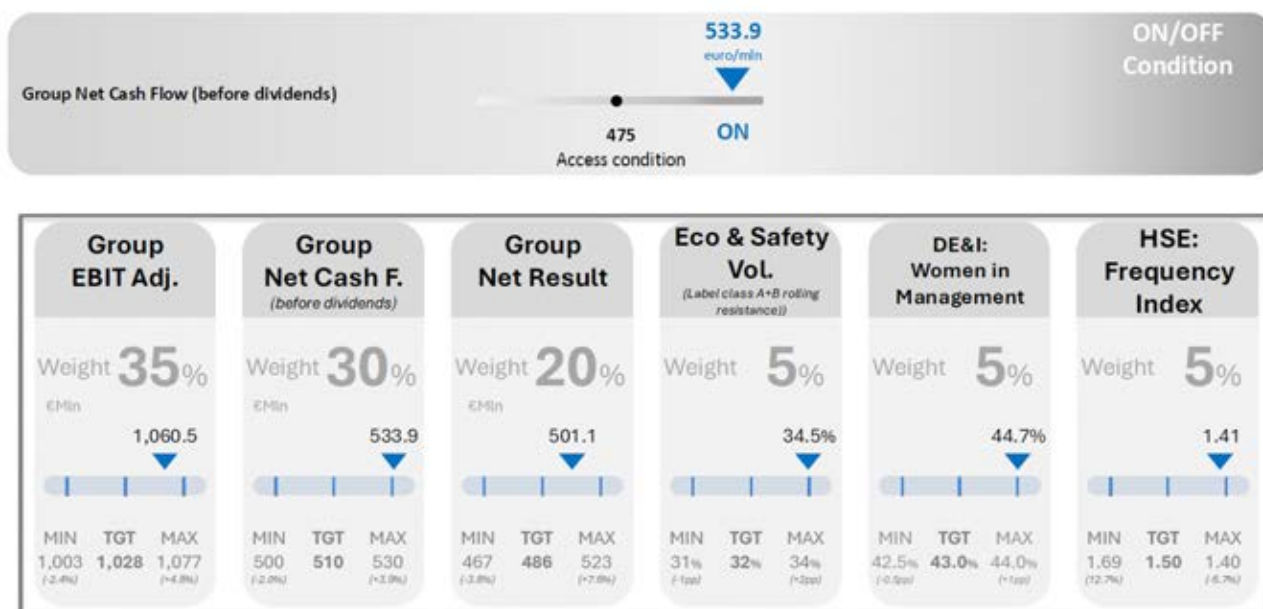 533.9
euro/mln
ON/OFF
Condition
Group Net Cash Flow (before dividends)
475
ON
Access condition
Group
EBIT Adj.
Weight 35%
€Mln
1,060.5
MIN TGT MAX
1,003 1,028 1,077
(-2.4%) (+4.8%)
Group
Net Cash F.
(before dividends)
Weight 30%
€Mln
533.9
MIN TGT MAX
500 510 530
(-2.0%) (+3.9%)
Group
Net Result
Weight 20%
€Mln
501.1
MIN TGT MAX
467 486 523
(-3.8%) (+7.6%)
Eco & Safety
Vol.
(Label class A+B rolling
resistance))
Weight 5%
34.5%
MIN TGT MAX
31% 32% 34%
(-1pp) (+2pp)
DE&I:
Women in
Management
Weight 5%
44.7%
MIN TGT MAX
42.5% 43.0% 44.0%
(-0.5pp) (+1pp)
HSE:
Frequency
Index
Weight 5%
1.41
MIN TGT MAX
1.69 1.50 1.40
(12.7%) (-6.7%)